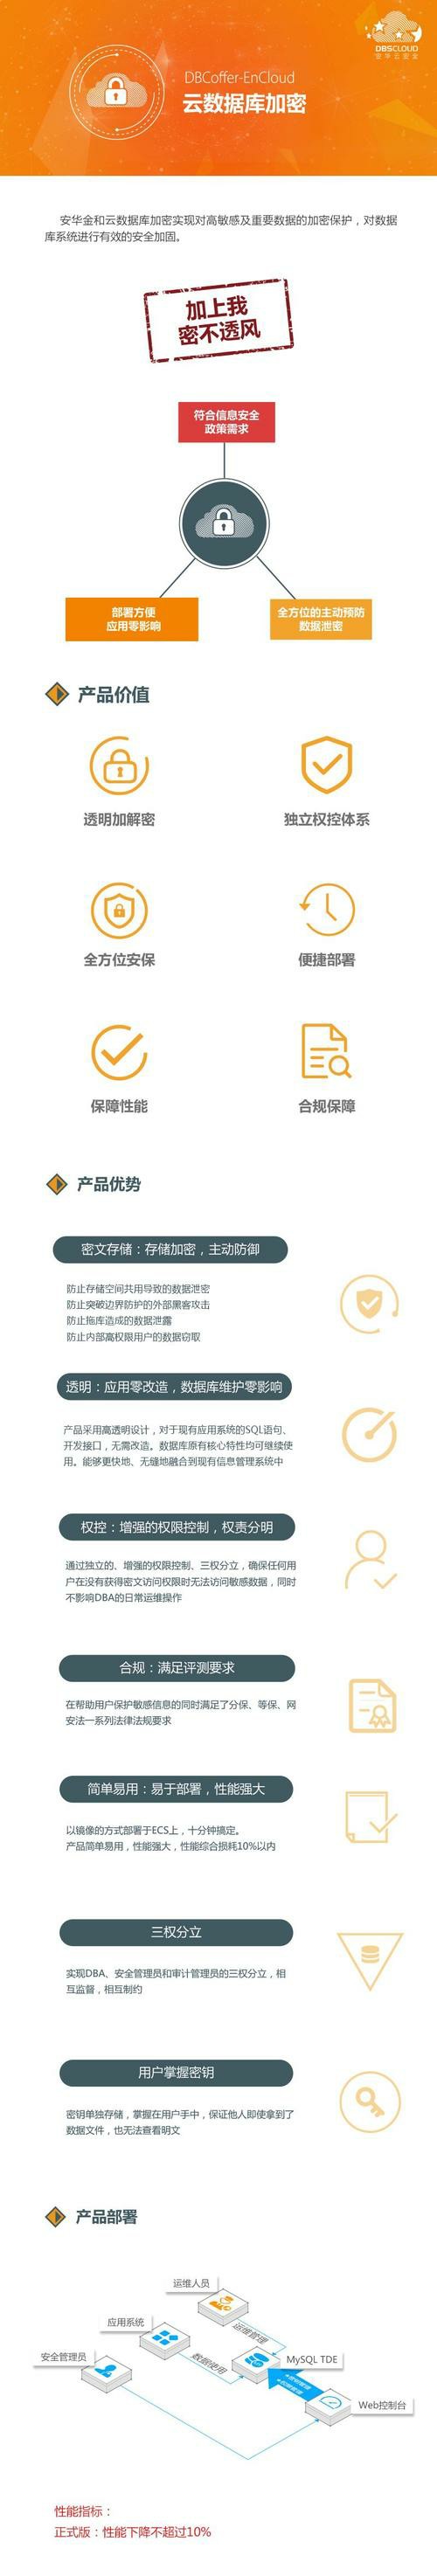 DBSCLOUD
安华云安全
DBCoffer-EnCloud
云数据库加密
安华金和云数据库加密实现对高敏感及重要数据的加密保护，对数据
库系统进行有效的安全加固。
加上我
密不透风
符合信息安全
政策需求
部署方便
应用零影响
全方位的主动预防
数据泄密
产品价值
透明加解密
独立权控体系
全方位安保
便捷部署
保障性能
合规保障
产品优势
密文存储：存储加密，主动防御
防止存储空间共用导致的数据泄密
防止突破边界防护的外部黑客攻击
防止拖库造成的数据泄露
防止内部高权限用户的数据窃取
透明：应用零改造，数据库维护零影响
产品采用高透明设计，对于现有应用系统的SQL语句、
开发接口，无需改造。数据库原有核心特性均可继续使
用。能够更快地、无缝地融合到现有信息管理系统中
权控：增强的权限控制，权责分明
通过独立的、增强的权限控制、三权分立，确保任何用
户在没有获得密文访问权限时无法访问敏感数据，同时
不影响DBA的日常运维操作
合规：满足评测要求
在帮助用户保护敏感信息的同时满足了分保、等保、网
安法一系列法律法规要求
简单易用：易于部署，性能强大
以镜像的方式部署于ECS上，十分钟搞定。
产品简单易用，性能强大，性能综合损耗10%以内
三权分立
实现DBA、安全管理员和审计管理员的三权分立，相
互监督，相互制约
用户掌握密钥
密钥单独存储，掌握在用户手中，保证他人即使拿到了
数据文件，也无法查看明文
产品部署
运维人员
应用系统
运维管理
安全管理员
数据使用
MySQL TDE
Web控制台
性能指标：
正式版：性能下降不超过10%